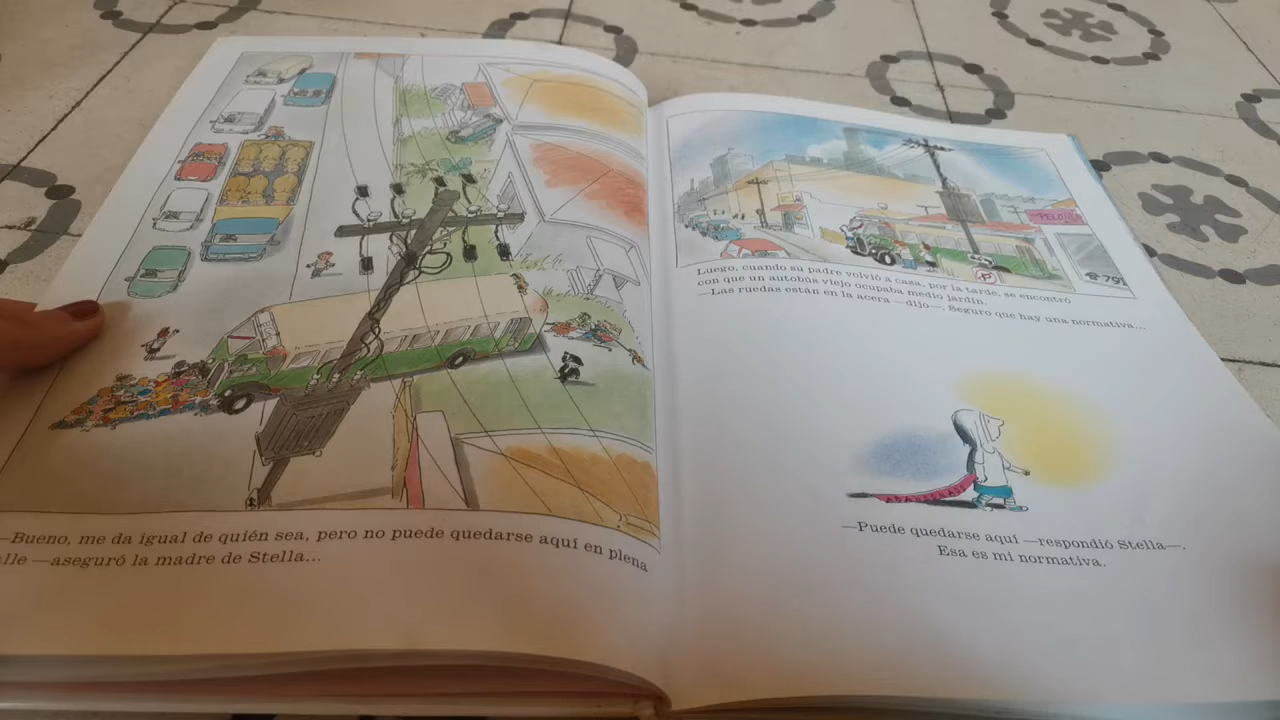 —Bueno, me da igual de quién sea, pero no puede quedarse aquí en plena
lle —aseguró la madre de Stella...
PELO
79
Luego, cuando su padre volvió a casa, por la tarde, se encontró
con que un autobús viejo ocupaba medio jardín.
—Las ruedas están en la acera —dijo—. Seguro que hay una normativa...
—Puede quedarse aquí —respondió Stella—.
Esa es mi normativa.